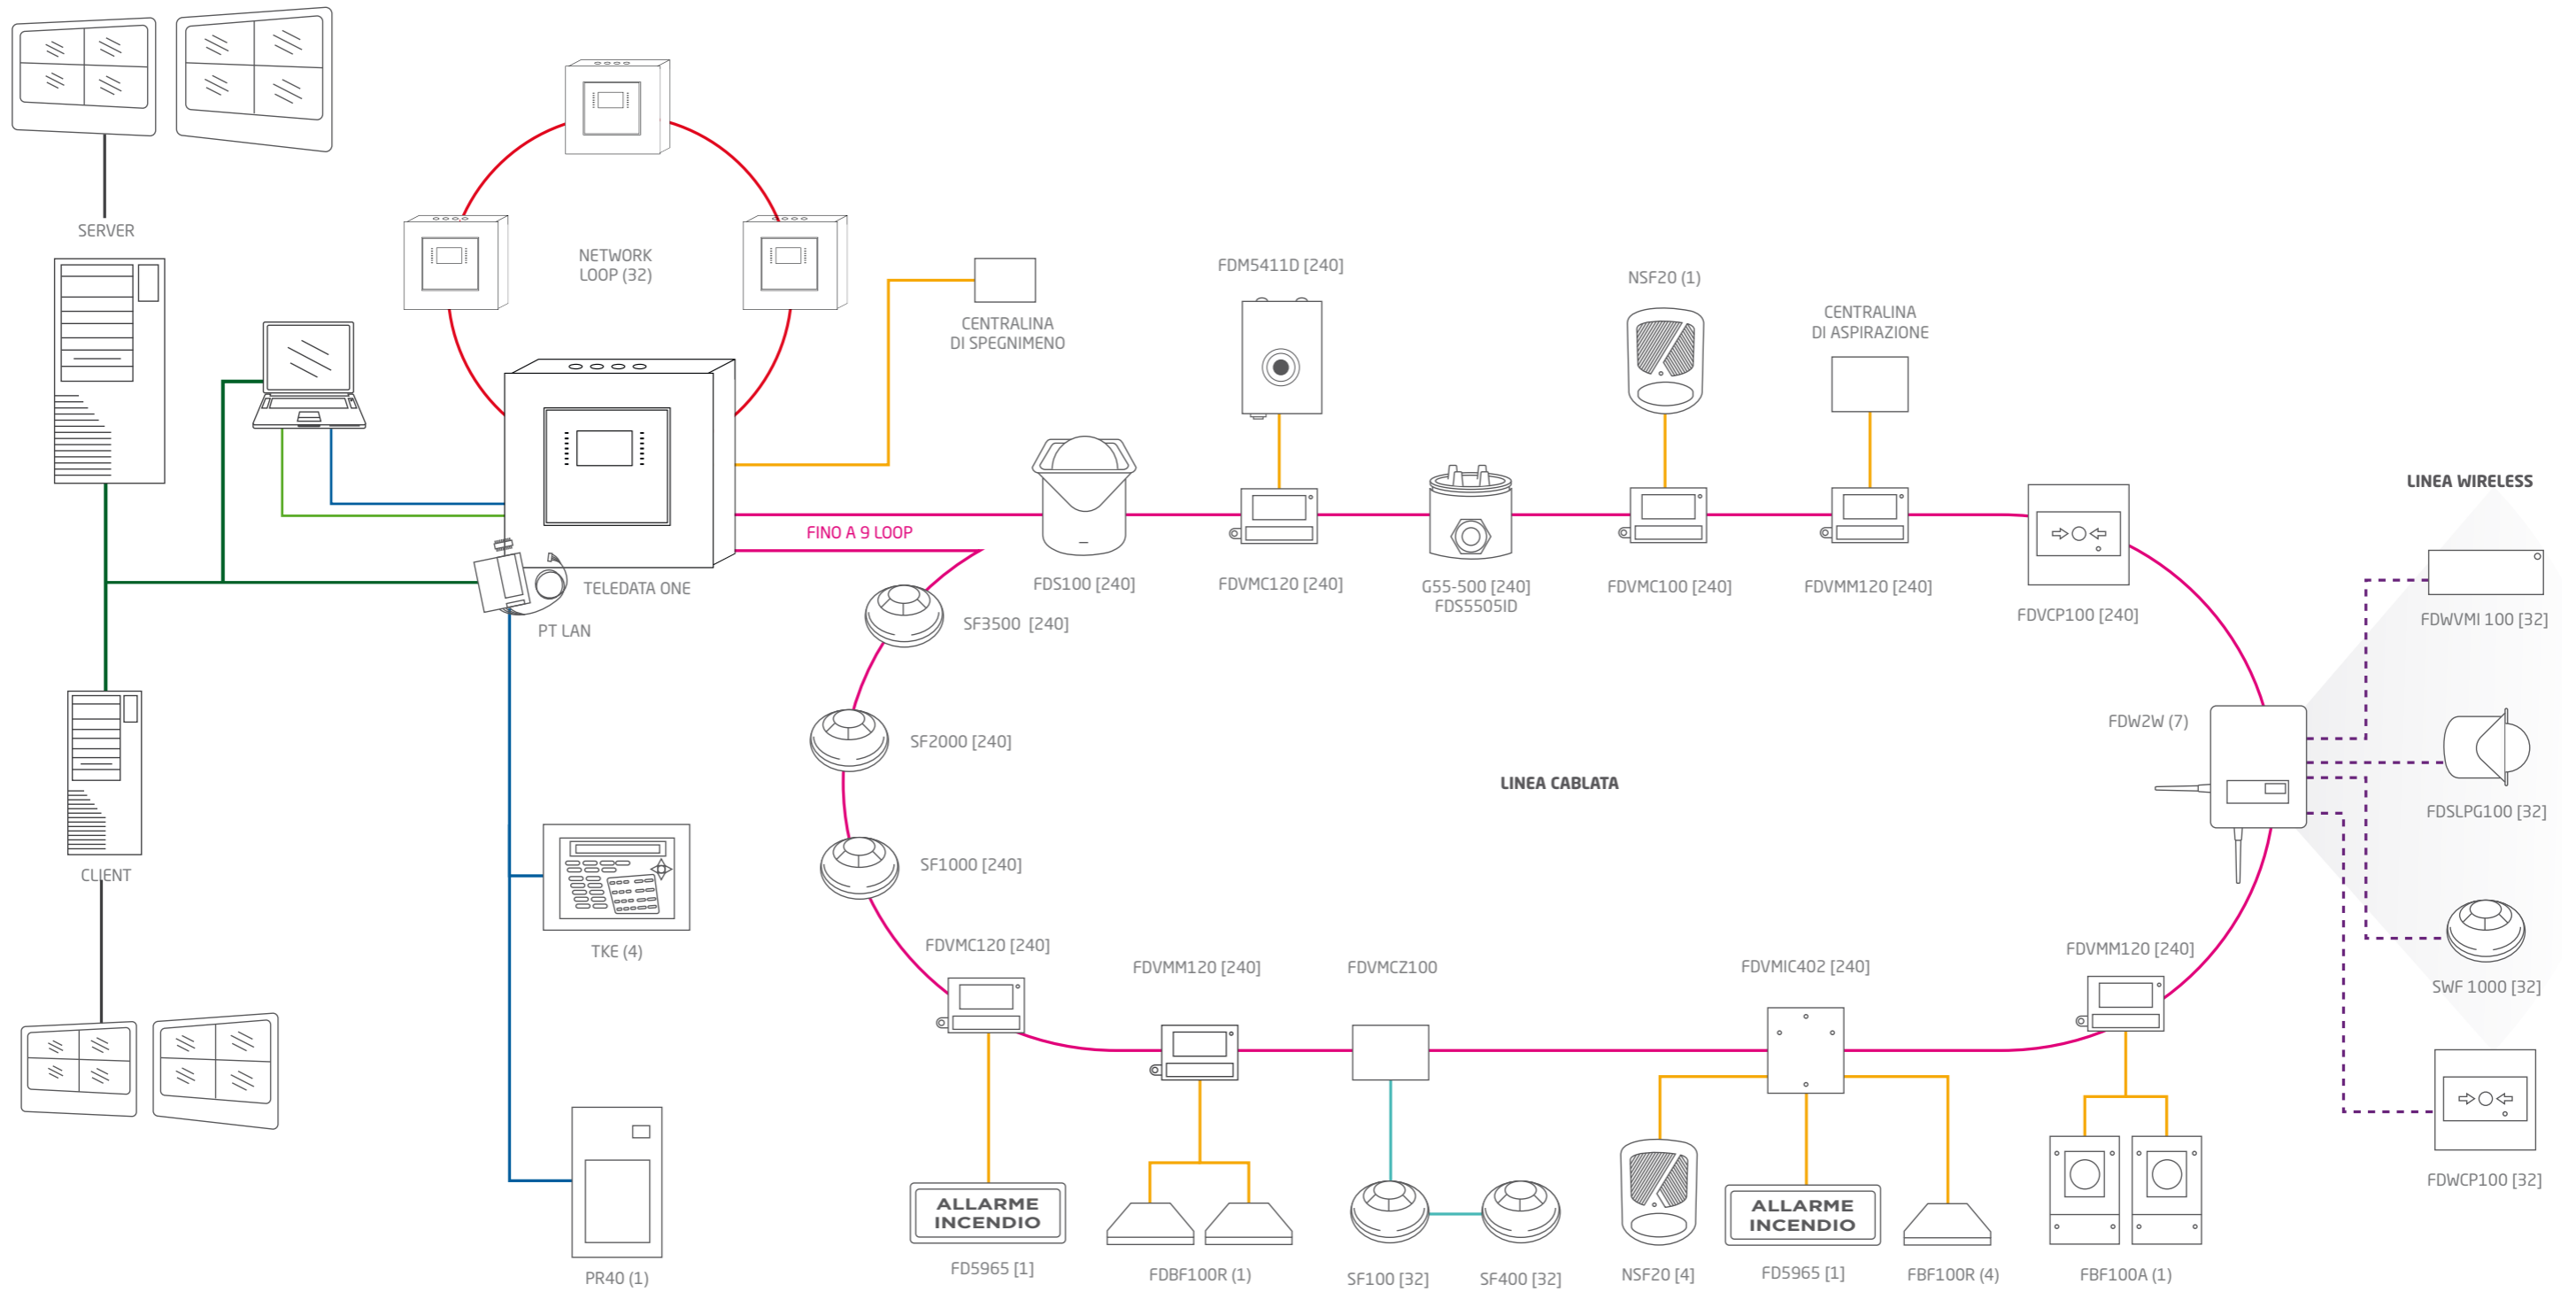 SERVER
NETWORK
LOOP (32)
CENTRALINA
DI SPEGNIMENO
FDM5411D [240]
NSF20 (1)
CENTRALINA
DI ASPIRAZIONE
LINEA WIRELESS
FINO A 9 LOOP
TELEDATA ONE
PT LAN
FDS100 [240]
FDVMC120 [240]
G55-500 [240]
FDS5505ID
FDVMC100 [240]
FDVMM120 [240]
FDVCP100 [240]
FDWVMI 100 [32]
SF3500 [240]
SF2000 [240]
FDW2W (7)
LINEA CABLATA
FDSLPG100 [32]
CLIENT
SF1000 [240]
TKE (4)
FDVMC120 [240]
FDVMM120 [240]
FDVMCZ100
FDVMIC402 [240]
FDVMM120 [240]
SWF 1000 [32]
ALLARME
INCENDIO
ALLARME
INCENDIO
FDWCP100 [32]
PR40 (1)
FD5965 [1]
FDBF100R (1)
SF100 [32]
SF400 [32]
NSF20 [4]
FD5965 [1]
FBF100R (4)
FBF100A (1)